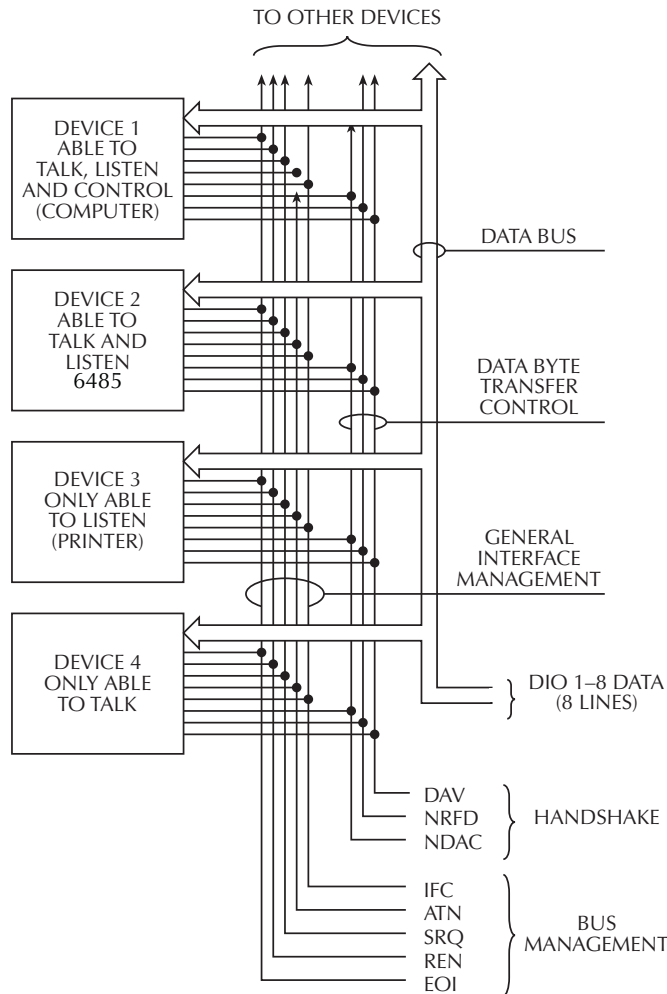 TO OTHER DEVICES
DEVICE 1
ABLE TO
TALK, LISTEN
AND CONTROL
(COMPUTER)
DATA BUS
DEVICE 2
ABLE TO
TALK AND
LISTEN
6485
DATA BYTE
TRANSFER
CONTROL
DEVICE 3
ONLY ABLE
TO LISTEN
(PRINTER)
GENERAL
INTERFACE
MANAGEMENT
DEVICE 4
ONLY ABLE
TO TALK
DIO 1–8 DATA
(8 LINES)
DAV
NRFD
NDAC
HANDSHAKE
IFC
ATN
SRQ
REN
EOI
BUS
MANAGEMENT